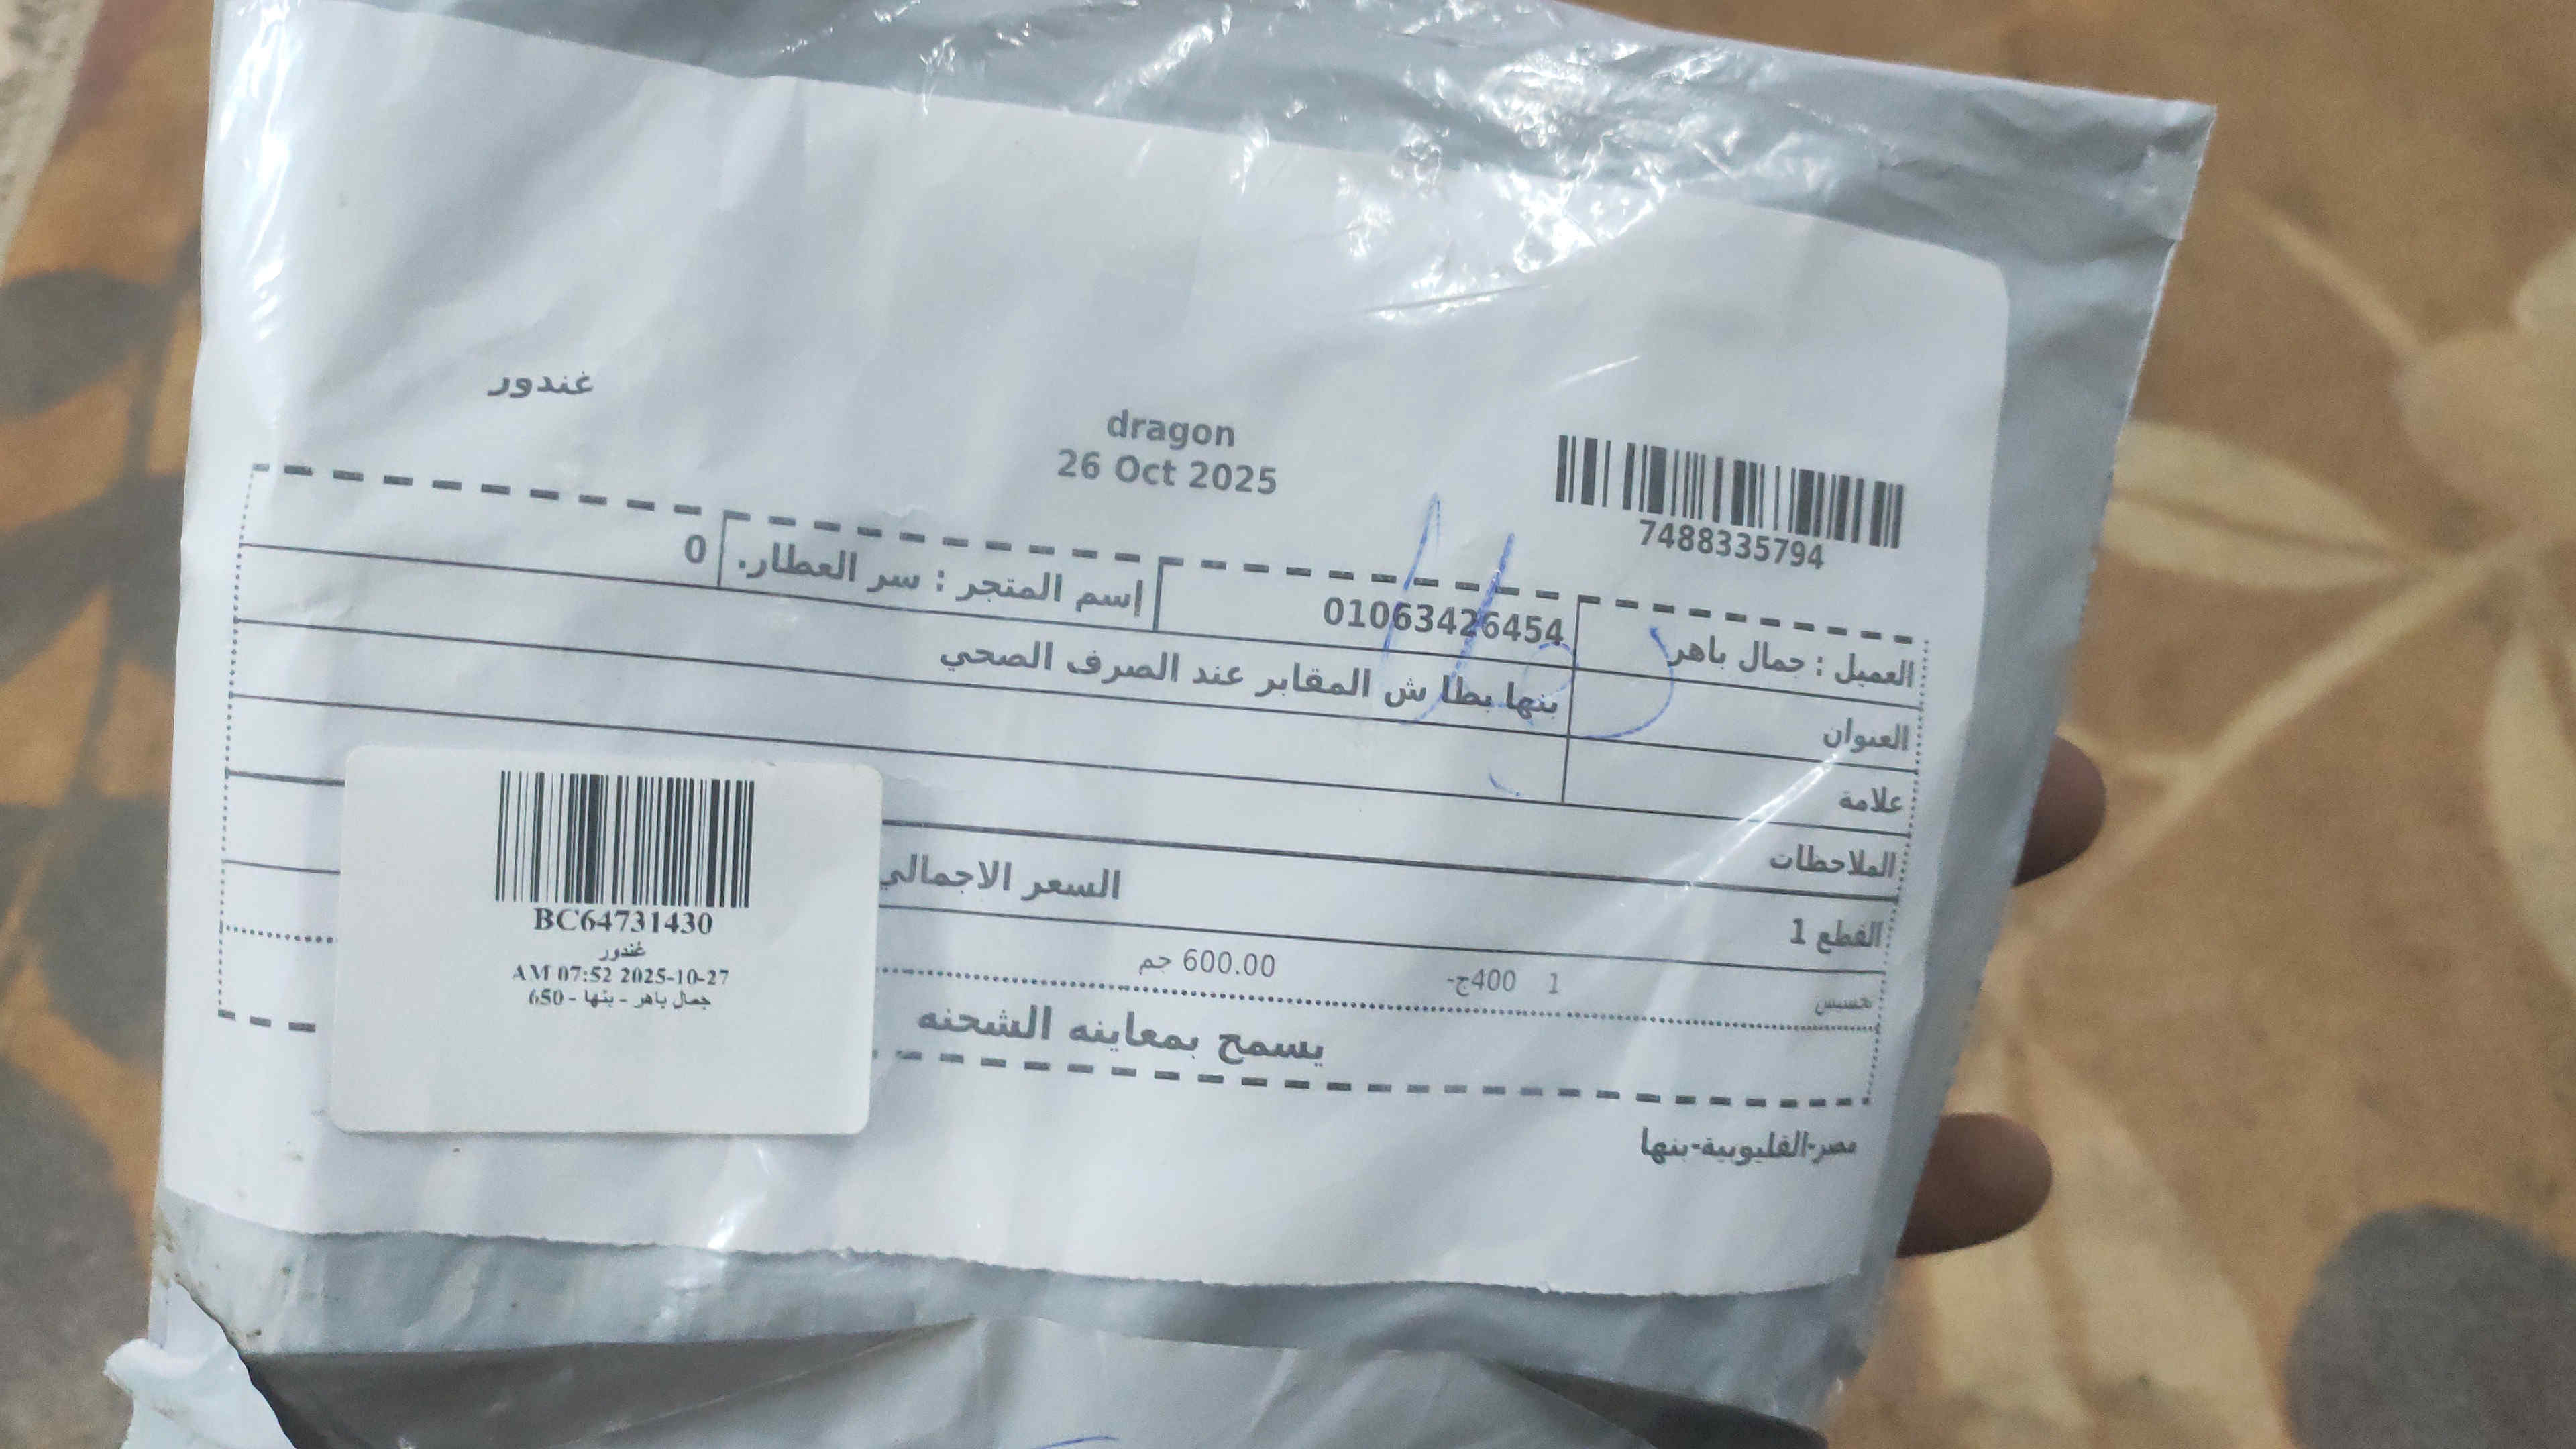 غندور
dragon
26 Oct 2025
7488335794
العميل : جمال باهر 01063426454 إسم المتجر : سر العطار. 0
العنوان بنها بطا ش المقابر عند الصرف الصحي
علامة
الملاحظات
القطع 1 السعر الاجمالي
تخسيس 1 400ج- 600.00 جم
يسمح بمعاينه الشحنه
مصر-القليوبية-بنها
BC64731430
غندور
AM 07:52 2025-10-27
جمال باهر - بنها - 650